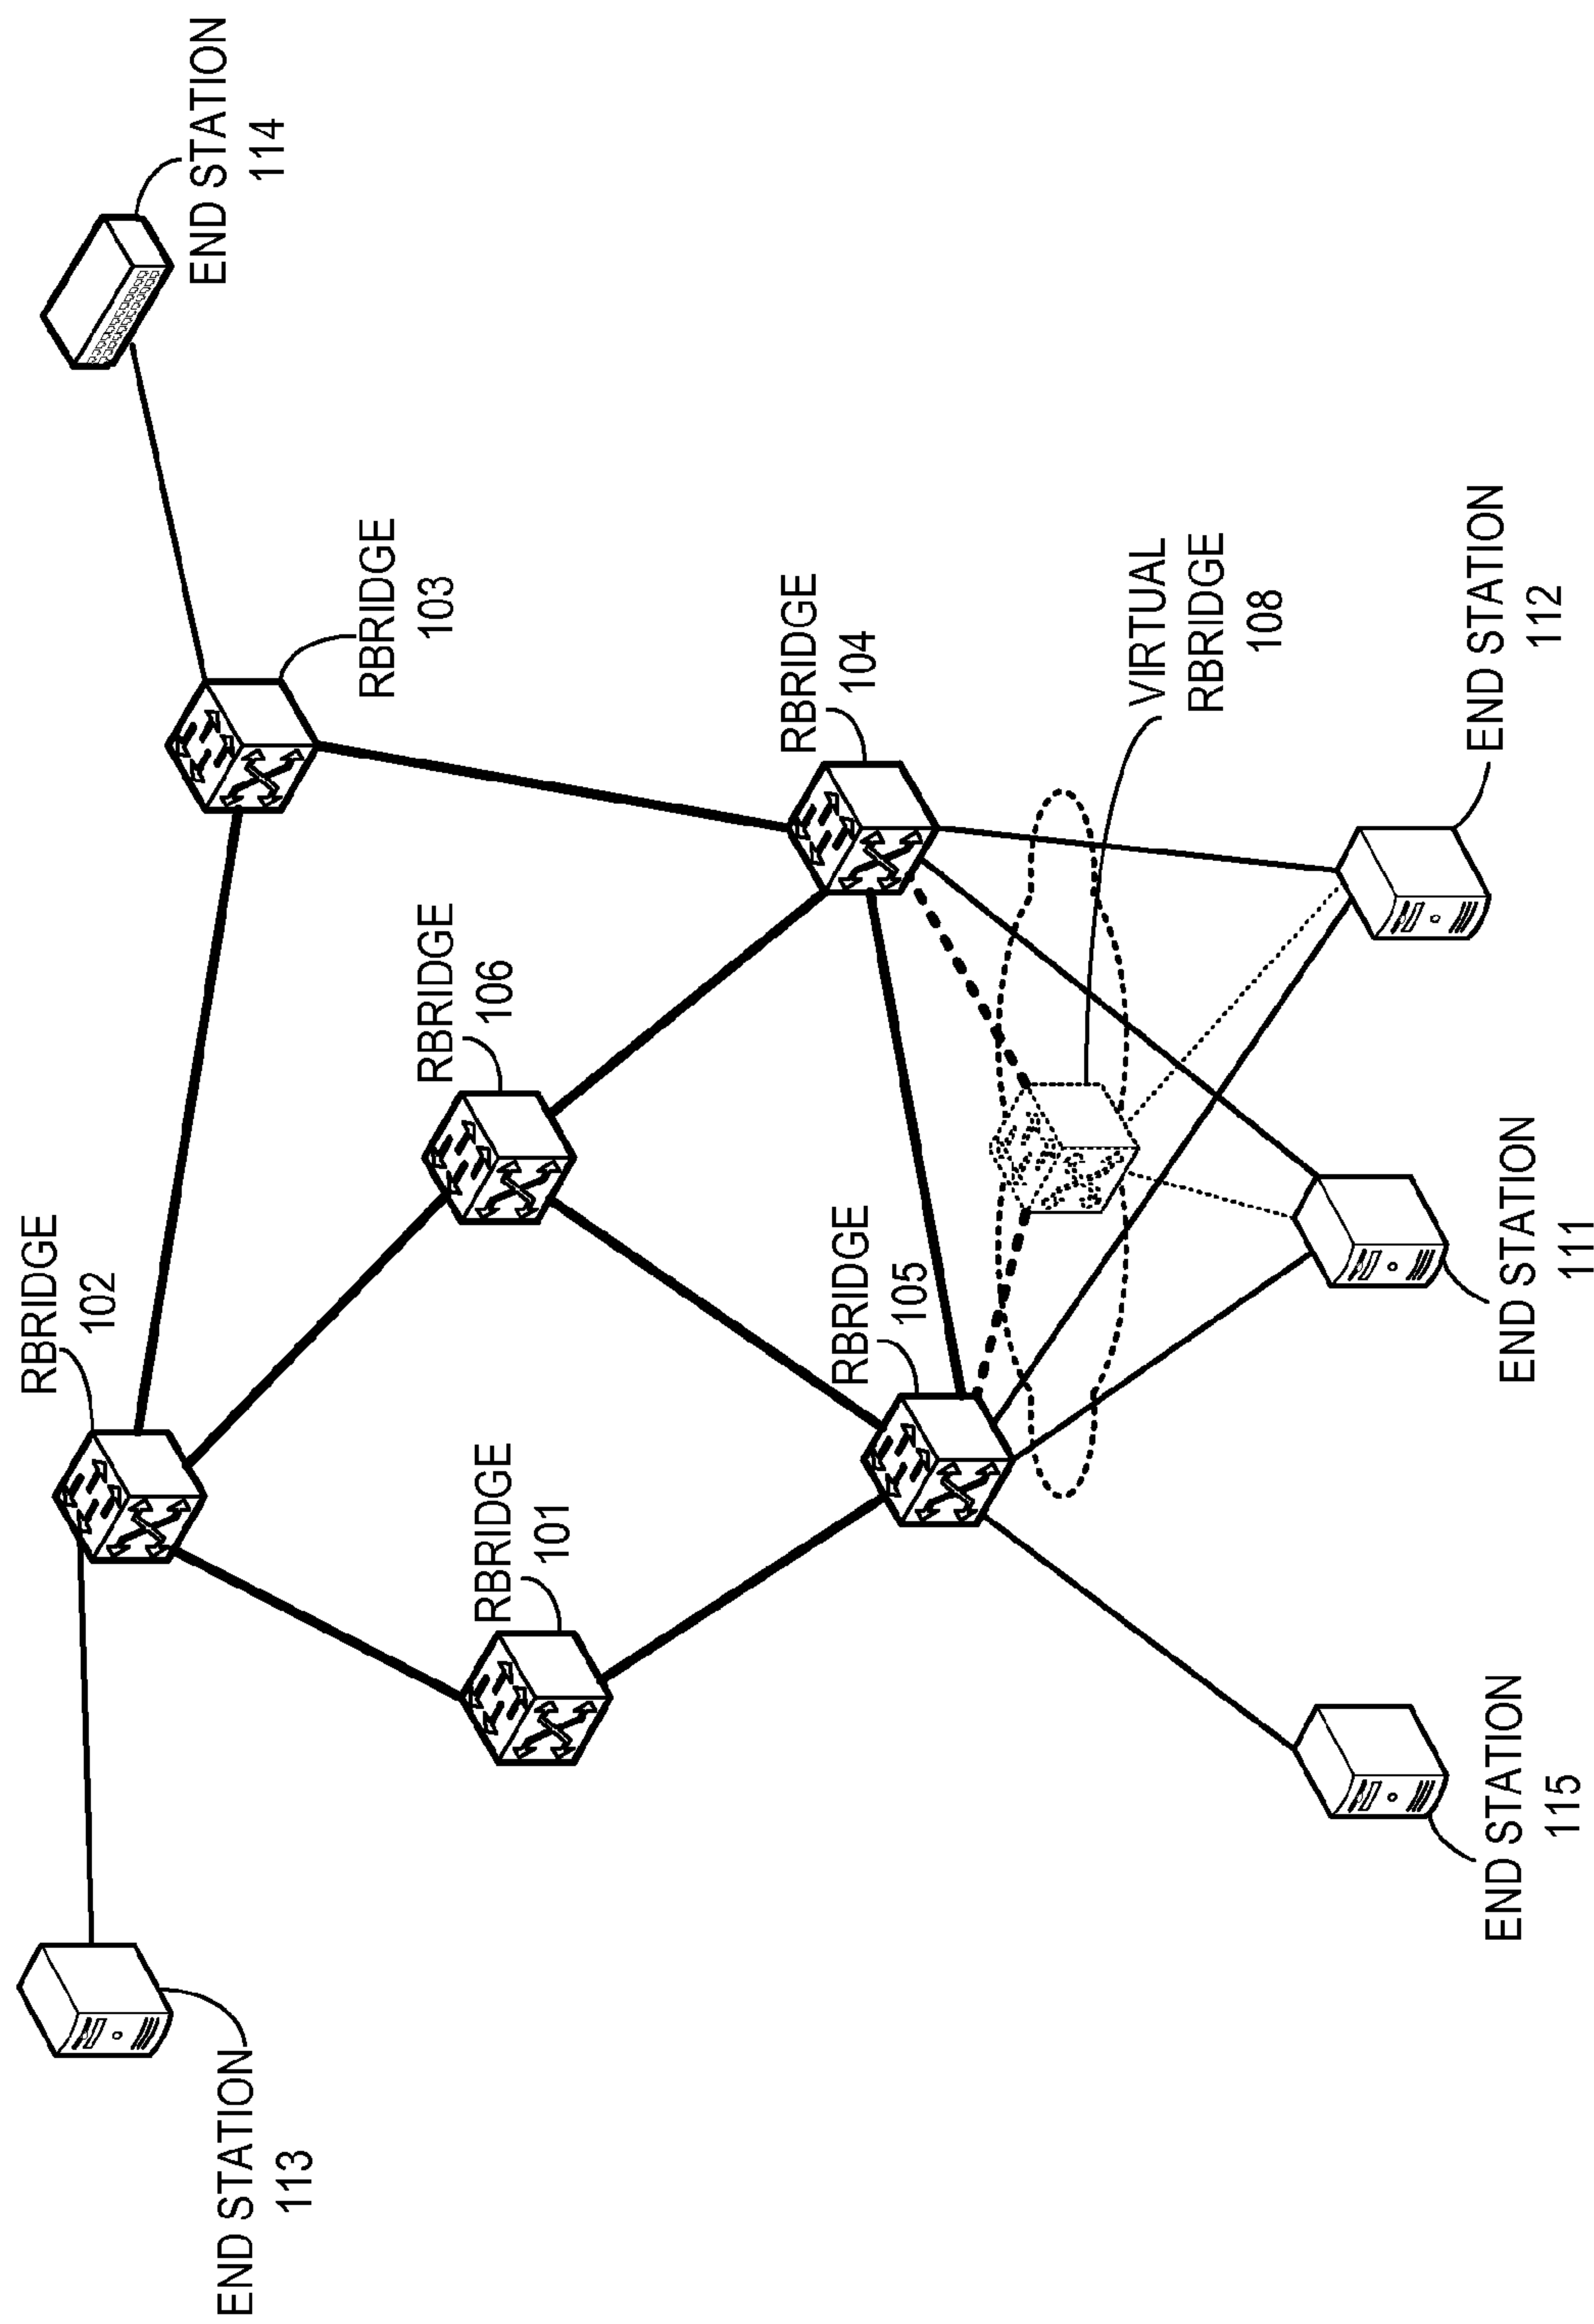 END STATION
113
RBRIDGE
102
END STATION
114
RBRIDGE
103
RBRIDGE
101
RBRIDGE
106
RBRIDGE
105
RBRIDGE
104
VIRTUAL
RBRIDGE
108
END STATION
115
END STATION
111
END STATION
112